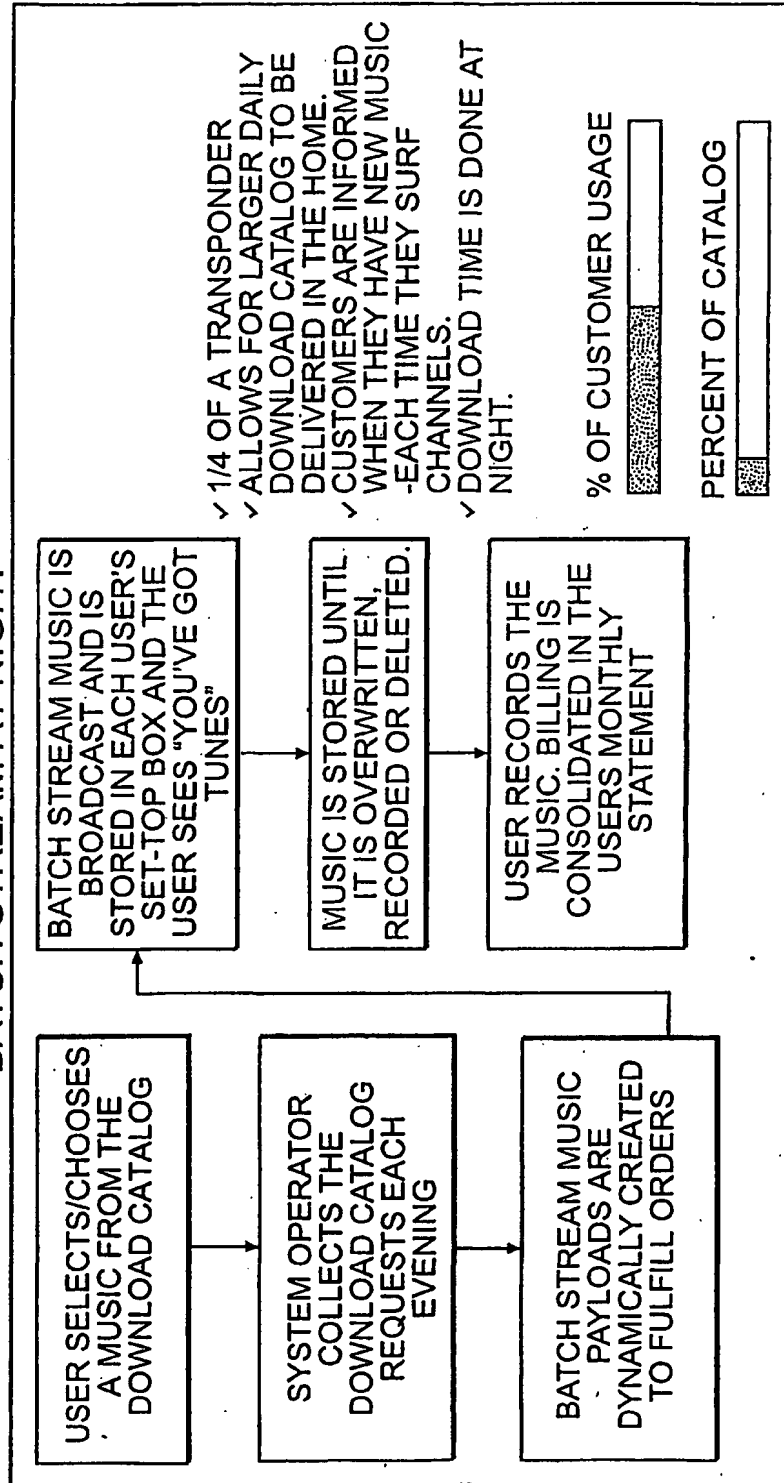 USER SELECTS/CHOOSES
A MUSIC FROM THE
DOWNLOAD CATALOG
SYSTEM OPERATOR
COLLECTS THE
DOWNLOAD CATALOG
REQUESTS EACH
EVENING
BATCH STREAM MUSIC
PAYLOADS ARE
DYNAMICALLY CREATED
TO FULFILL ORDERS
BATCH STREAM MUSIC IS
BROADCAST AND IS
STORED IN EACH USER'S
SET-TOP BOX AND THE
USER SEES "YOU'VE GOT
TUNES"
MUSIC IS STORED UNTIL
IT IS OVERWRITTEN,
RECORDED OR DELETED.
USER RECORDS THE
MUSIC. BILLING IS
CONSOLIDATED IN THE
USERS MONTHLY
STATEMENT
✓ 1/4 OF A TRANSPONDER
✓ ALLOWS FOR LARGER DAILY
DOWNLOAD CATALOG TO BE
DELIVERED IN THE HOME.
✓ CUSTOMERS ARE INFORMED
WHEN THEY HAVE NEW MUSIC
-EACH TIME THEY SURF
CHANNELS.
✓ DOWNLOAD TIME IS DONE AT
NIGHT.
% OF CUSTOMER USAGE
PERCENT OF CATALOG